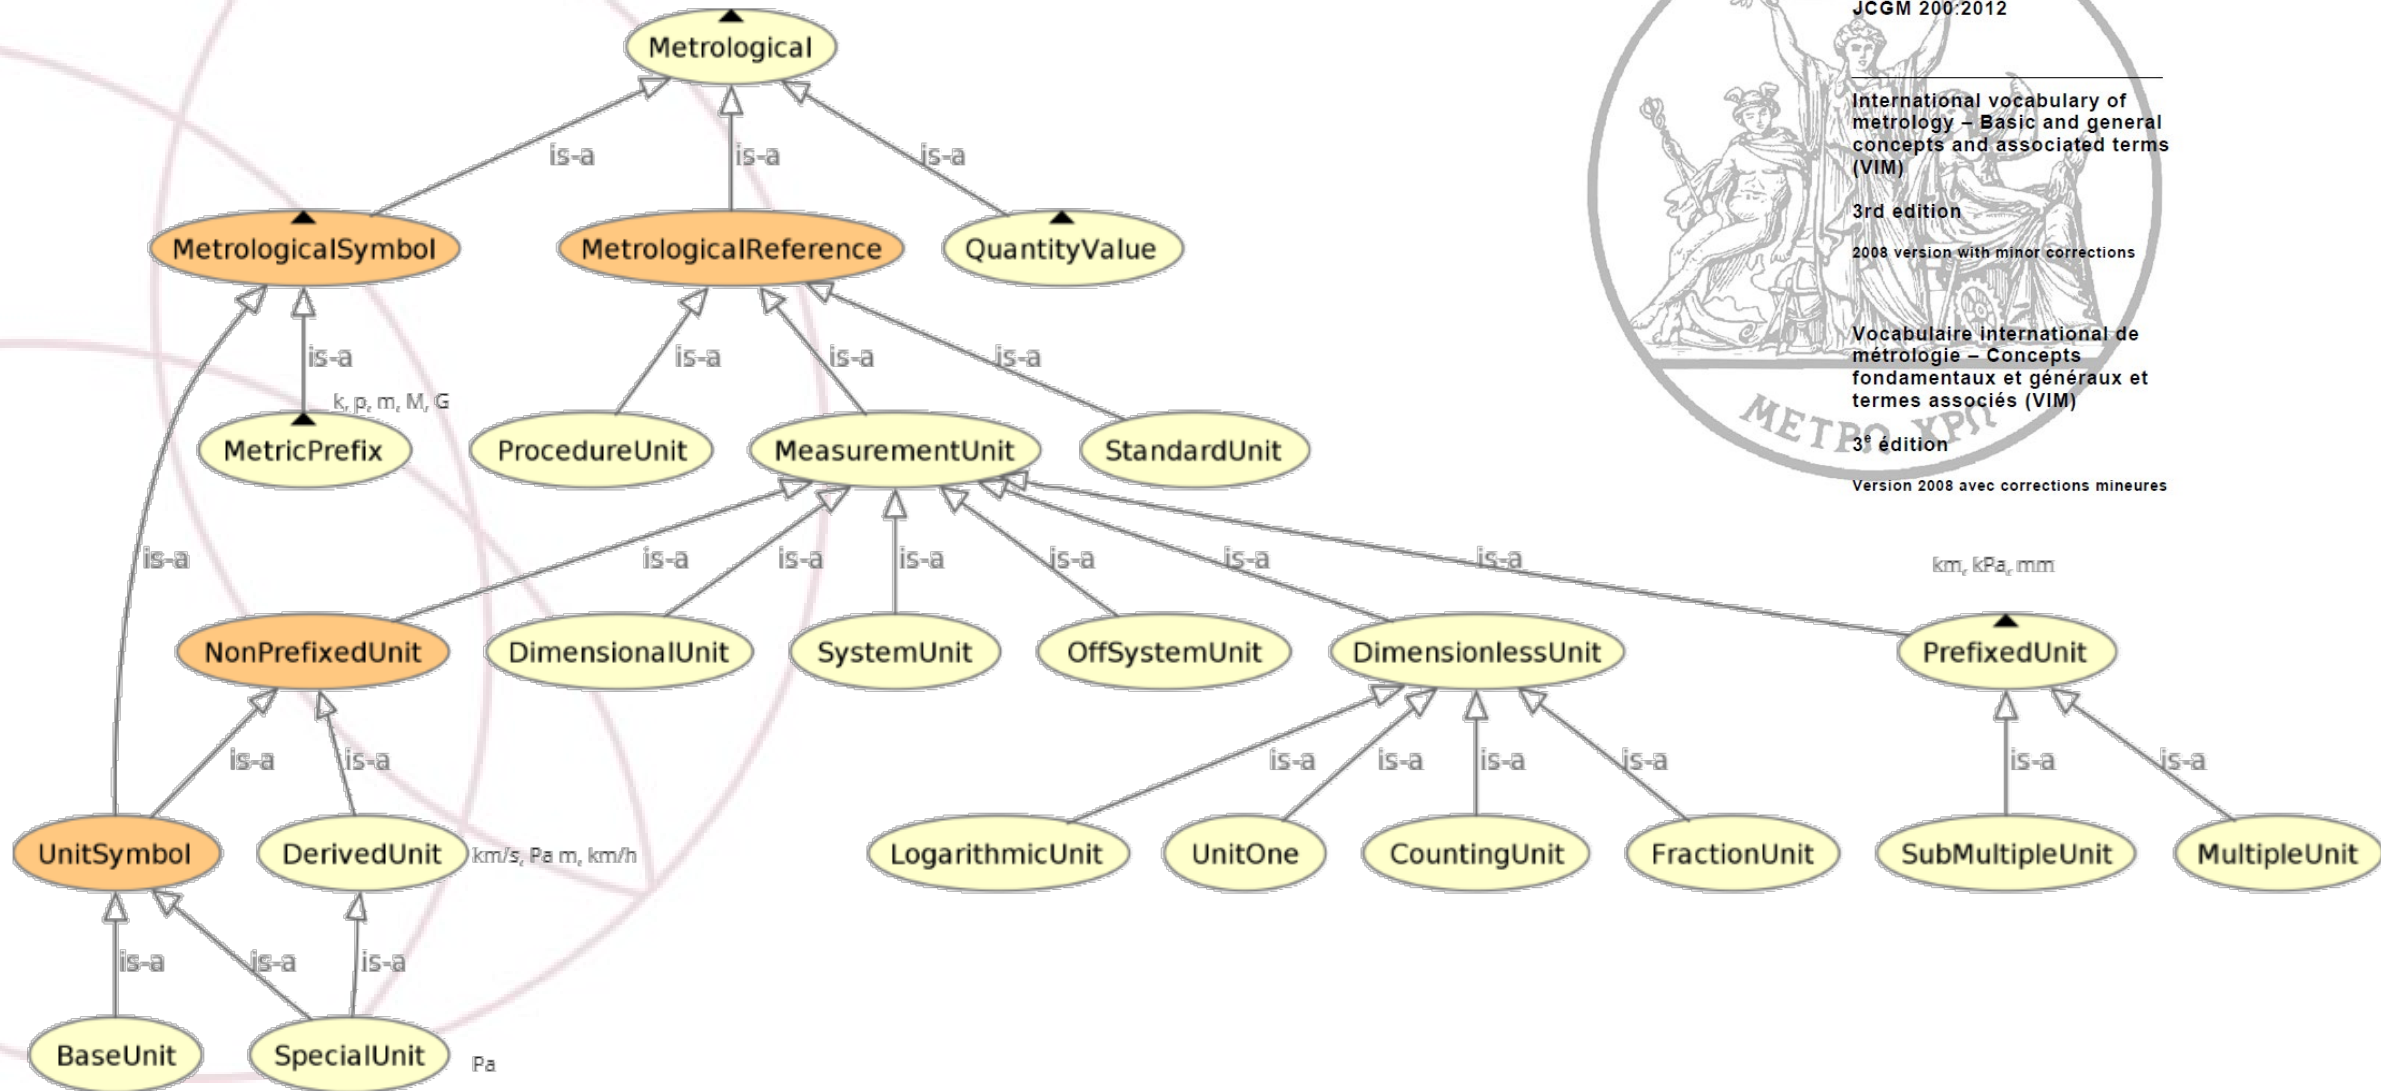 JCGM 200:2012
Metrological
International vocabulary of
metrology – Basic and general
concepts and associated terms
(VIM)
is-a
is-a
is-a
3rd edition
MetrologicalSymbol
MetrologicalReference
QuantityValue
2008 version with minor corrections
Vocabulaire international de
métrologie – Concepts
fondamentaux et généraux et
termes associés (VIM)
is-a
is-a
is-a
is-a
k, p, m, M, G
ΜΕΤΡΩ ΧΡΩ
3e édition
MetricPrefix
ProcedureUnit
MeasurementUnit
StandardUnit
Version 2008 avec corrections mineures
is-a
is-a
is-a
is-a
is-a
is-a
is-a
km, kPa, mm
NonPrefixedUnit
DimensionalUnit
SystemUnit
OffSystemUnit
DimensionlessUnit
PrefixedUnit
is-a
is-a
is-a
is-a
is-a
is-a
is-a
is-a
UnitSymbol
DerivedUnit
km/s, Pa m, km/h
LogarithmicUnit
UnitOne
CountingUnit
FractionUnit
SubMultipleUnit
MultipleUnit
is-a
is-a
is-a
BaseUnit
SpecialUnit
Pa